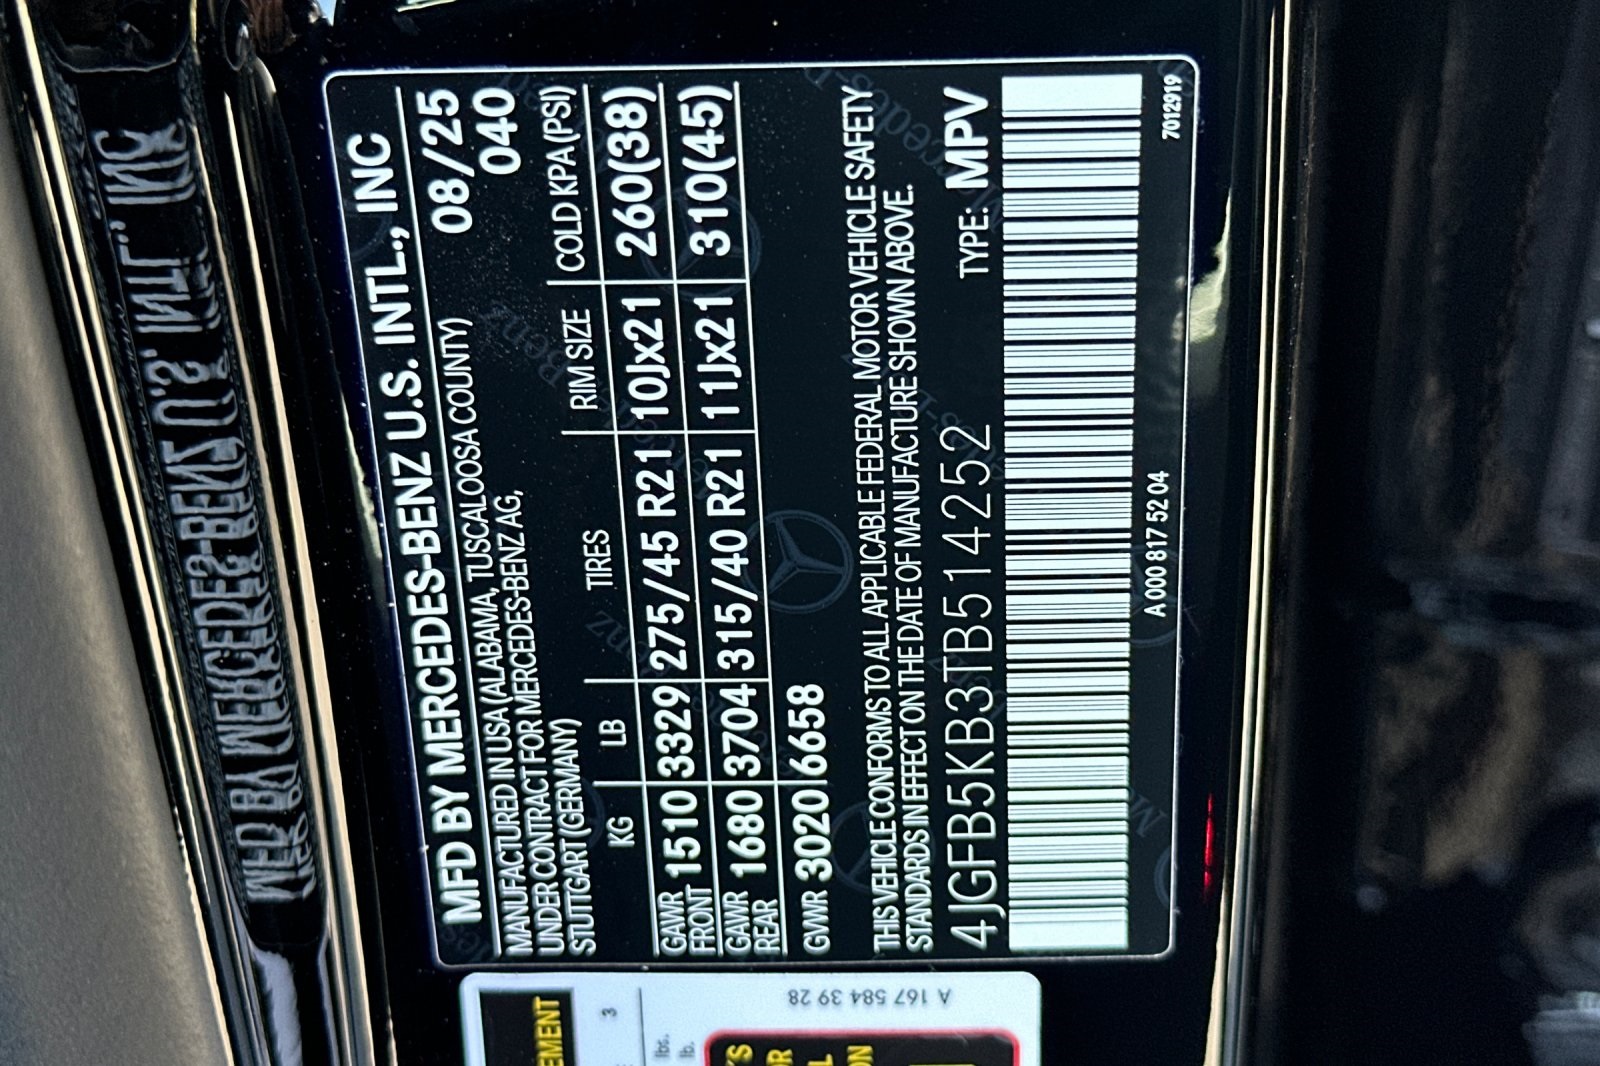 MFD BY MERCEDES-BENZ U.S. INTL., INC
MANUFACTURED IN USA (ALABAMA, TUSCALOOSA COUNTY) 08/25
UNDER CONTRACT FOR MERCEDES-BENZ AG, 040
STUTTGART (GERMANY)
KG LB TIRES RIM SIZE COLD KPA (PSI)
GAWR FRONT 1510 3329 275/45 R21 10Jx21 260(38)
GAWR REAR 1680 3704 315/40 R21 11Jx21 310(45)
GVWR 3020 6658
THIS VEHICLE CONFORMS TO ALL APPLICABLE FEDERAL MOTOR VEHICLE SAFETY
STANDARDS IN EFFECT ON THE DATE OF MANUFACTURE SHOWN ABOVE.
4JGFB5KB3TB514252 TYPE: MPV
A 000 817 52 04 7012919
A 167 584 39 28
EMENT
3
lbs.
lb.